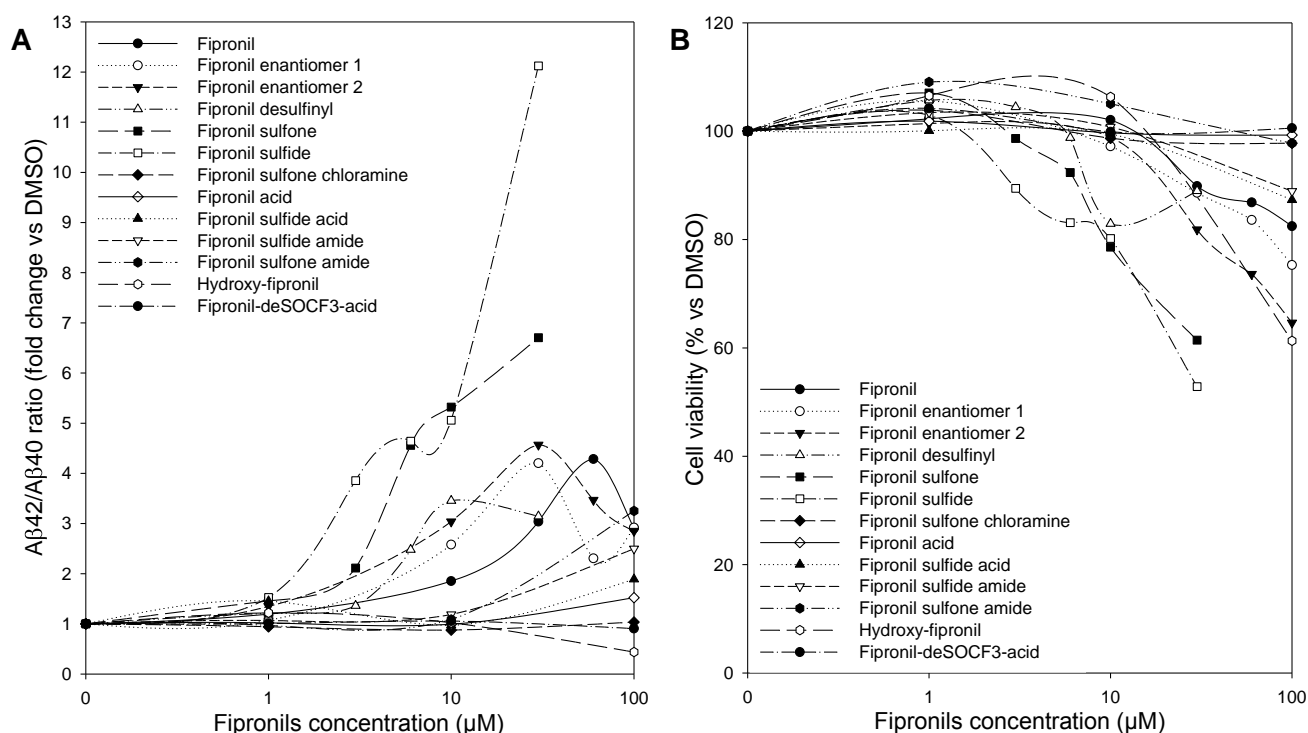 A
Aβ42/Aβ40 ratio (fold change vs DMSO)
13
12
11
10
9
8
7
6
5
4
3
2
1
0
Fipronil
Fipronil enantiomer 1
Fipronil enantiomer 2
Fipronil desulfinyl
Fipronil sulfone
Fipronil sulfide
Fipronil sulfone chloramine
Fipronil acid
Fipronil sulfide acid
Fipronil sulfide amide
Fipronil sulfone amide
Hydroxy-fipronil
Fipronil-deSOCF3-acid
0 1 10 100
Fipronils concentration (µM)
B
Cell viability (% vs DMSO)
120
100
80
60
40
20
0
Fipronil
Fipronil enantiomer 1
Fipronil enantiomer 2
Fipronil desulfinyl
Fipronil sulfone
Fipronil sulfide
Fipronil sulfone chloramine
Fipronil acid
Fipronil sulfide acid
Fipronil sulfide amide
Fipronil sulfone amide
Hydroxy-fipronil
Fipronil-deSOCF3-acid
0 1 10 100
Fipronils concentration (µM)